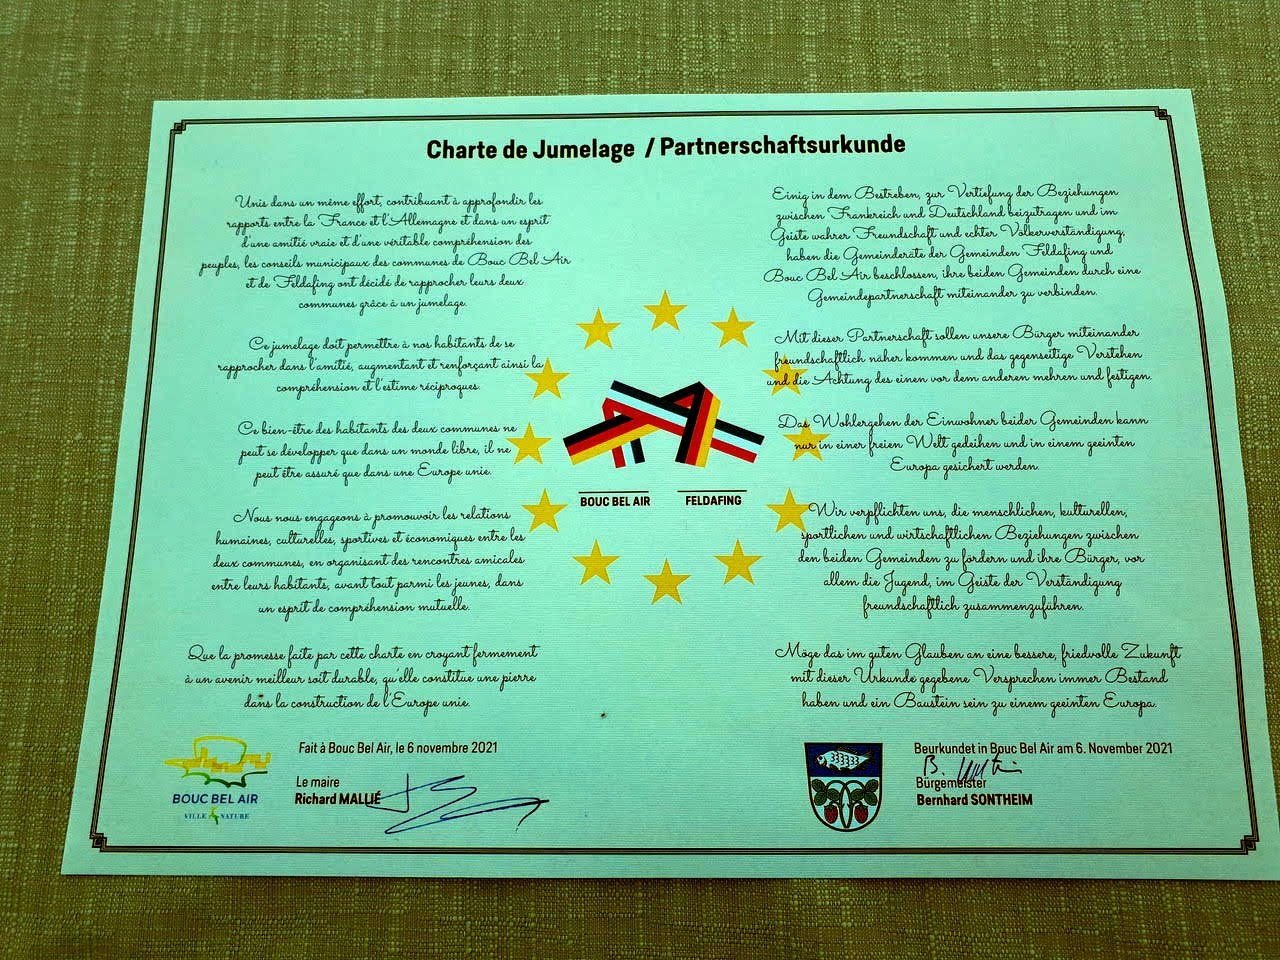 Charte de Jumelage / Partnerschaftsurkunde
Unis dans un même effort, contribuant à approfondir les
rapports entre la France et l'Allemagne et dans un esprit
d'une amitié vraie et d'une véritable compréhension des
peuples, les conseils municipaux des communes de Bouc Bel Air
et de Feldafing ont décidé de rapprocher leurs deux
communes grâce à un jumelage.
Ce jumelage doit permettre à nos habitants de se
rapprocher dans l'amitié, augmentant et renforçant ainsi la
compréhension et l'estime réciproques.
Ce bien-être des habitants des deux communes ne
peut se développer que dans un monde libre, il ne
peut être assuré que dans une Europe unie.
Nous nous engageons à promouvoir les relations
humaines, culturelles, sportives et économiques entre les
deux communes, en organisant des rencontres amicales
entre leurs habitants, avant tout parmi les jeunes, dans
un esprit de compréhension mutuelle.
Que la promesse faite par cette charte en croyant fermement
à un avenir meilleur soit durable, qu'elle constitue une pierre
dans la construction de l'Europe unie.
Fait à Bouc Bel Air, le 6 novembre 2021
Le maire
Richard MALLIÉ
BOUC BEL AIR
VILLE NATURE
BOUC BEL AIR
FELDAFING
Einig in dem Bestreben, zur Vertiefung der Beziehungen
zwischen Frankreich und Deutschland beizutragen und im
Geiste wahrer Freundschaft und echter Völkerverständigung,
haben die Gemeinderäte der Gemeinden Feldafing und
Bouc Bel Air beschlossen, ihre beiden Gemeinden durch eine
Gemeindepartnerschaft miteinander zu verbinden.
Mit dieser Partnerschaft sollen unsere Bürger miteinander
freundschaftlich näher kommen und das gegenseitige Verstehen
und die Achtung des einen vor dem anderen mehren und festigen.
Das Wohlergehen der Einwohner beider Gemeinden kann
nur in einer freien Welt gedeihen und in einem geeinten
Europa gesichert werden.
Wir verpflichten uns, die menschlichen, kulturellen,
sportlichen und wirtschaftlichen Beziehungen zwischen
den beiden Gemeinden zu fördern und ihre Bürger, vor
allem die Jugend, im Geiste der Verständigung
freundschaftlich zusammenzuführen.
Möge das im guten Glauben an eine bessere, friedvolle Zukunft
mit dieser Urkunde gegebene Versprechen immer Bestand
haben und ein Baustein sein zu einem geeinten Europa.
Beurkundet in Bouc Bel Air am 6. November 2021
Bürgermeister
Bernhard SONTHEIM